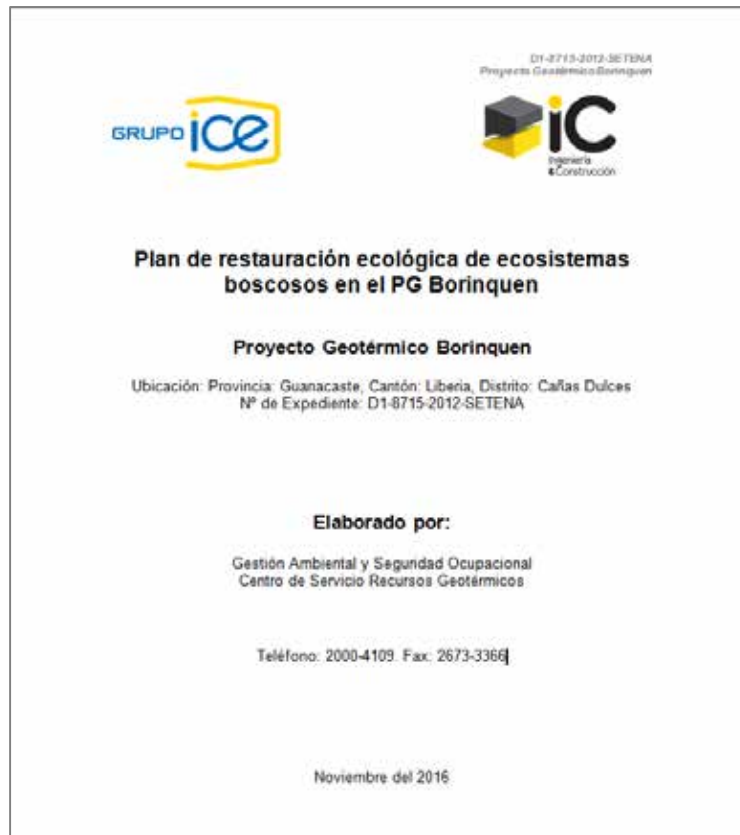 D1-8715-2012-SETENA
Proyecto Geotérmico Borinquen
GRUPO ice
iC
Ingeniería
&Construcción
Plan de restauración ecológica de ecosistemas
boscosos en el PG Borinquen
Proyecto Geotérmico Borinquen
Ubicación: Provincia: Guanacaste, Cantón: Liberia, Distrito: Cañas Dulces
Nº de Expediente: D1-8715-2012-SETENA
Elaborado por:
Gestión Ambiental y Seguridad Ocupacional
Centro de Servicio Recursos Geotérmicos
Teléfono: 2000-4109. Fax: 2673-3366
Noviembre del 2016